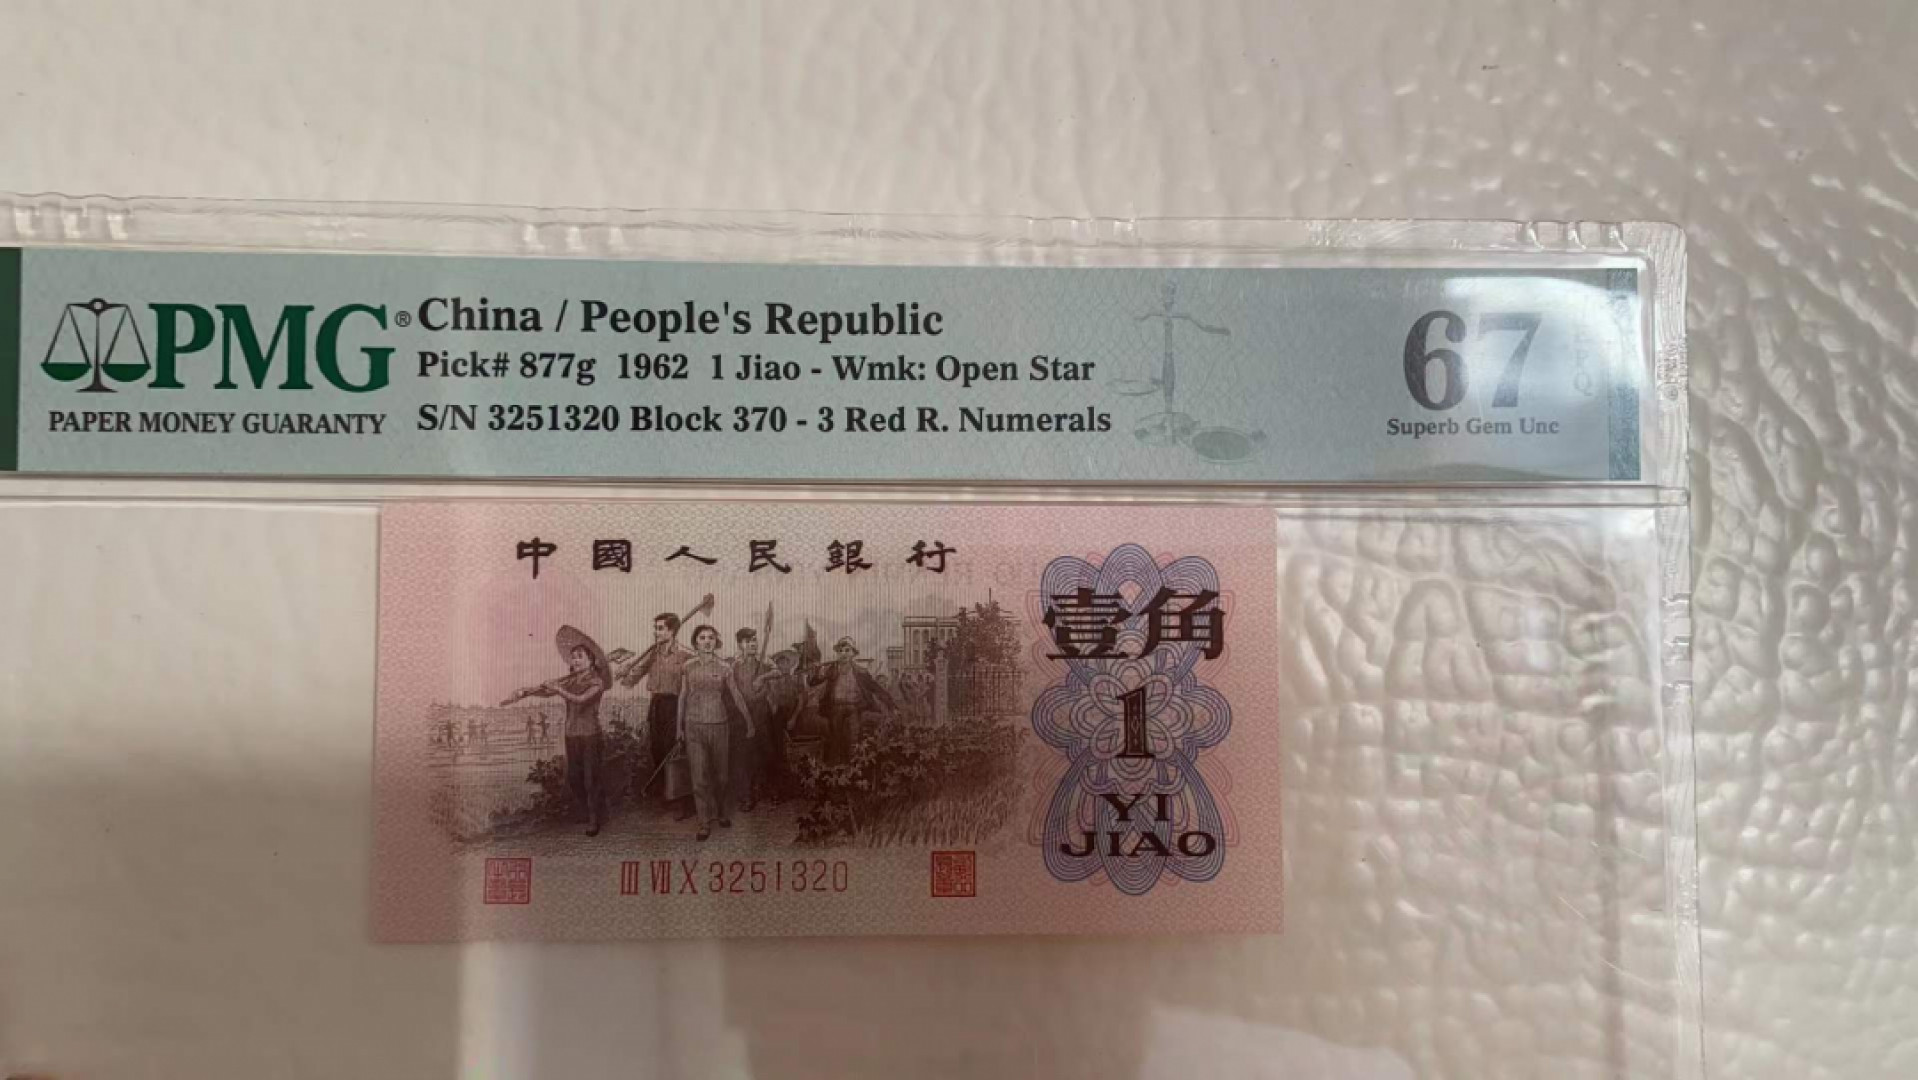 PMG®
PAPER MONEY GUARANTY
China / People's Republic
Pick# 877g 1962 1 Jiao - Wmk: Open Star
S/N 3251320 Block 370 - 3 Red R. Numerals
67
EPQ
Superb Gem Unc
中國人民銀行
壹角
1
YI
JIAO
III VII X 3251320